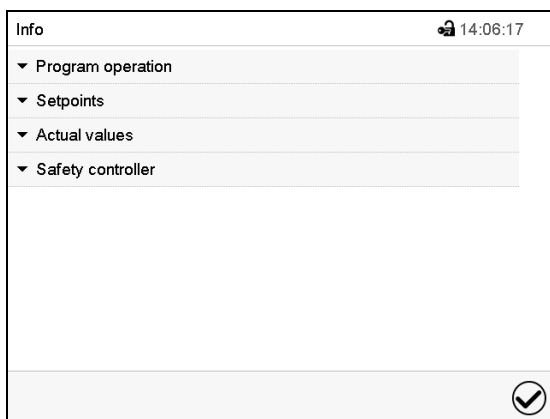 Info 14:06:17
Program operation
Setpoints
Actual values
Safety controller